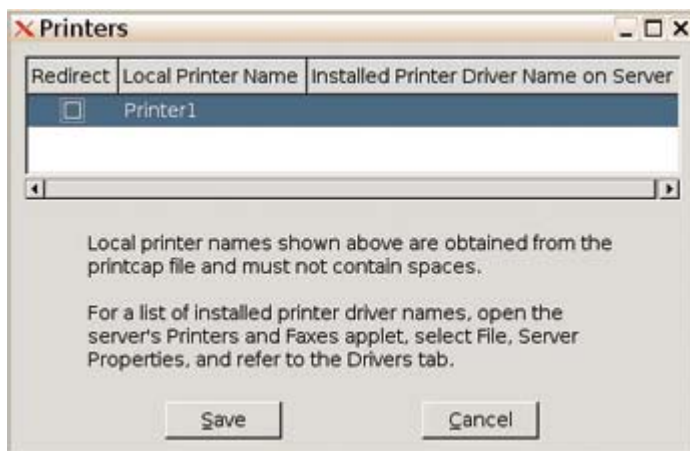 Printers
Redirect Local Printer Name Installed Printer Driver Name on Server
Printer1
Local printer names shown above are obtained from the
printcap file and must not contain spaces.
For a list of installed printer driver names, open the
server's Printers and Faxes applet, select File, Server
Properties, and refer to the Drivers tab.
Save Cancel